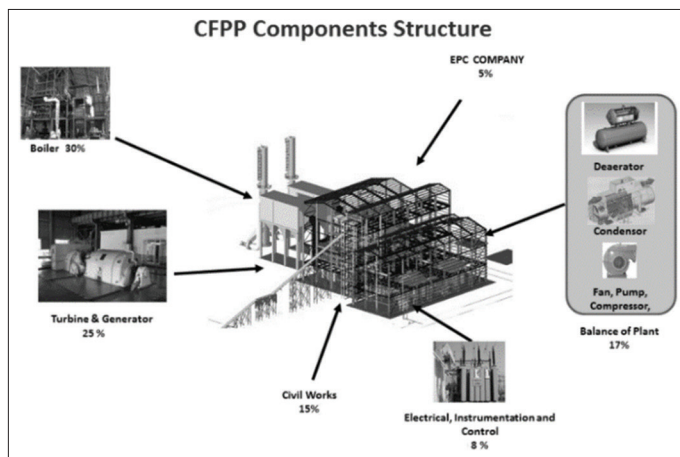 CFPP Components Structure
EPC COMPANY
5%
Boiler 30%
Deaerator
Condensor
Fan, Pump,
Compressor,
Turbine & Generator
25 %
Balance of Plant
17%
Civil Works
15%
Electrical, Instrumentation and
Control
8 %